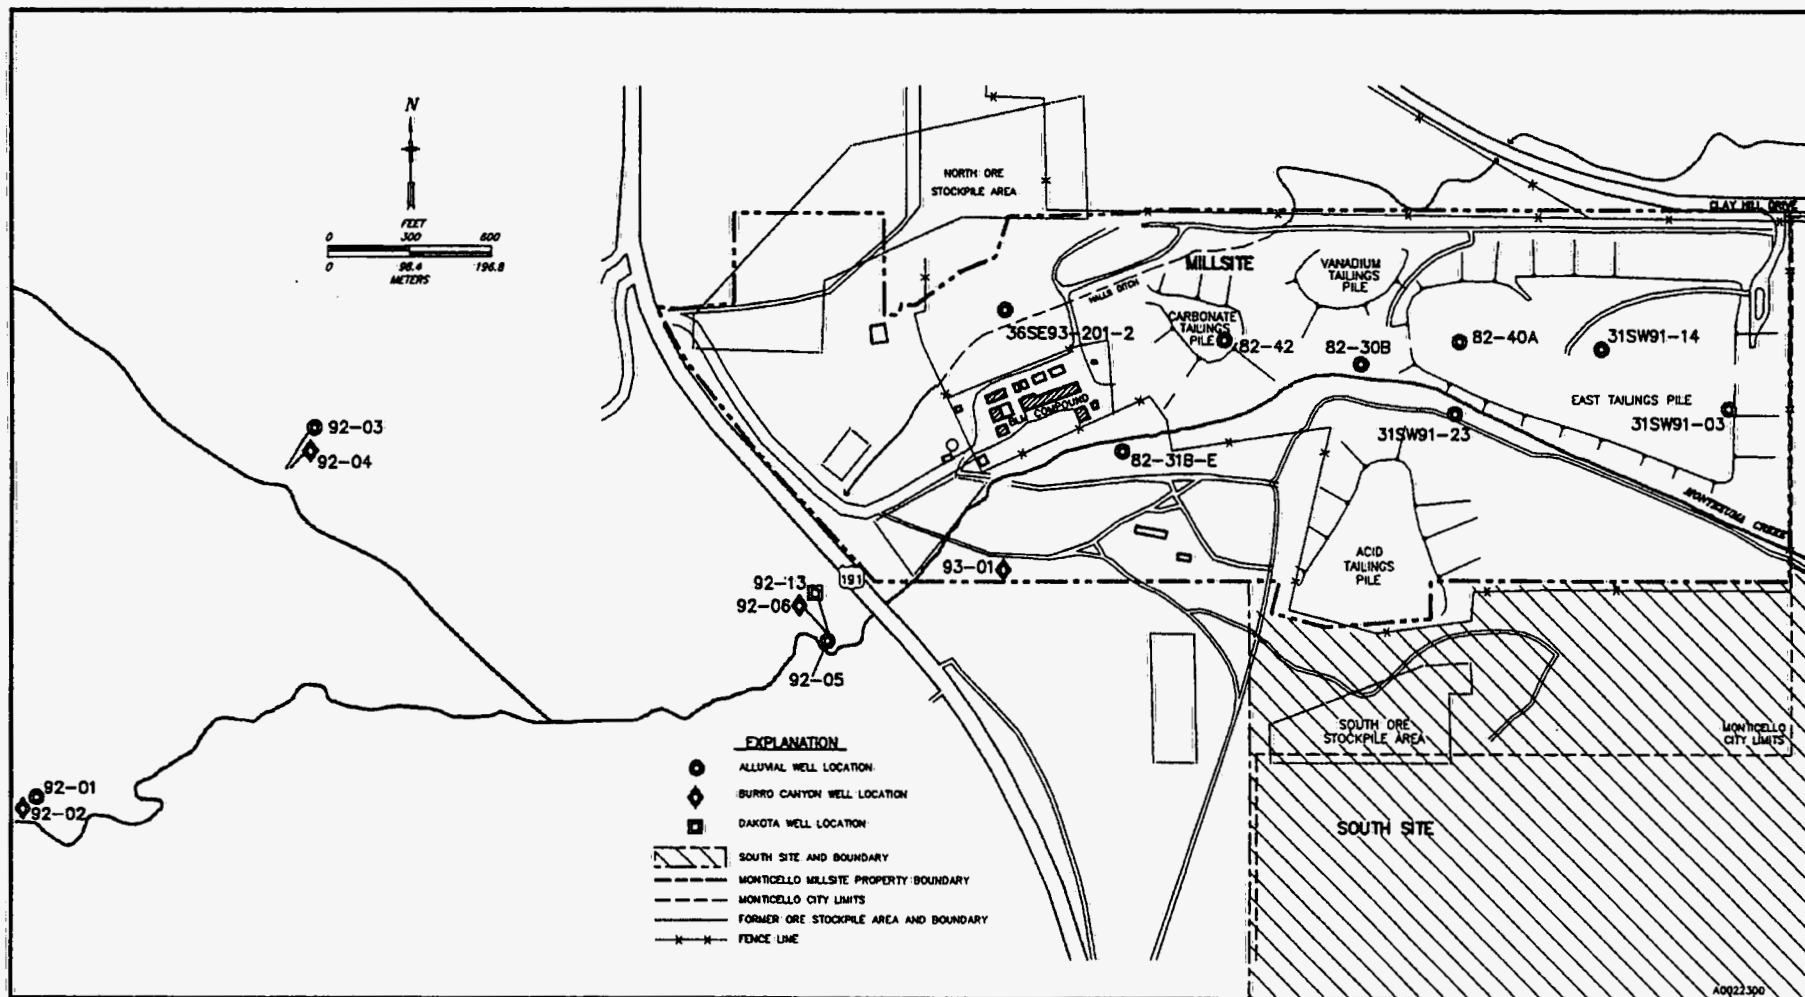 N
FEET
0 300 600
0 98.4 196.8
METERS
NORTH ORE
STOCKPILE AREA
CLAY HILL DRIVE
MILLSITE
VANADIUM
TAILINGS
PILE
HALLS DITCH
CARBONATE
TAILINGS
PILE
36SE93-201-2
82-42
82-30B
82-40A
31SW91-14
EAST TAILINGS PILE
31SW91-03
31SW91-23
BLM COMPOUND
82-31B-E
92-03
92-04
MONTEZUMA CREEK
ACID
TAILINGS
PILE
93-01
191
92-13
92-06
92-05
SOUTH ORE
STOCKPILE AREA
MONTICELLO
CITY LIMITS
92-01
92-02
SOUTH SITE
EXPLANATION
ALLUVIAL WELL LOCATION
BURRO CANYON WELL LOCATION
DAKOTA WELL LOCATION
SOUTH SITE AND BOUNDARY
MONTICELLO MILLSITE PROPERTY BOUNDARY
MONTICELLO CITY LIMITS
FORMER ORE STOCKPILE AREA AND BOUNDARY
FENCE LINE
A0022300